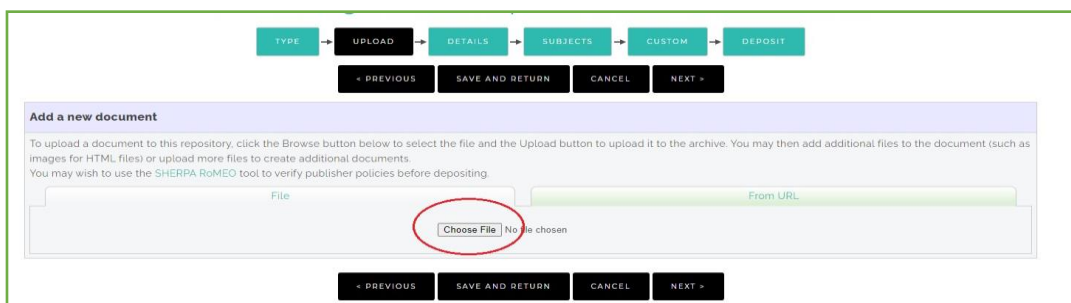 TYPE → UPLOAD → DETAILS → SUBJECTS → CUSTOM → DEPOSIT
« PREVIOUS SAVE AND RETURN CANCEL NEXT »
Add a new document
To upload a document to this repository, click the Browse button below to select the file and the Upload button to upload it to the archive. You may then add additional files to the document (such as
images for HTML files) or upload more files to create additional documents.
You may wish to use the SHERPA RoMEO tool to verify publisher policies before depositing.
File From URL
Choose File No file chosen
« PREVIOUS SAVE AND RETURN CANCEL NEXT »